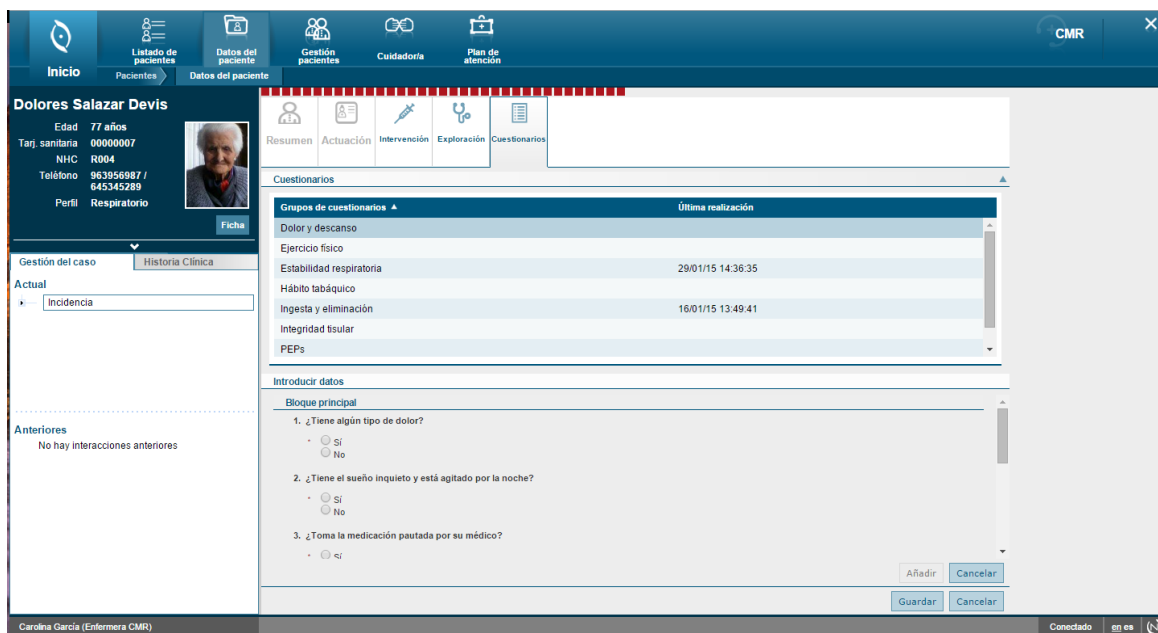 CMR
Listado de
pacientes
Datos del
paciente
Gestión
pacientes
Cuidador/a
Plan de
atención
Inicio
Pacientes
Datos del paciente
Dolores Salazar Devis
Edad 77 años
Tarj. sanitaria 00000007
NHC R004
Teléfono 963956987 /
645345289
Perfil Respiratorio
Ficha
Gestión del caso
Historia Clínica
Actual
Incidencia
Anteriores
No hay interacciones anteriores
Resumen
Actuación
Intervención
Exploración
Cuestionarios
Cuestionarios
Grupos de cuestionarios Última realización
Dolor y descanso
Ejercicio físico
Estabilidad respiratoria 29/01/15 14:36:35
Hábito tabáquico
Ingesta y eliminación 16/01/15 13:49:41
Integridad tisular
PEPs
Introducir datos
Bloque principal
1. ¿Tiene algún tipo de dolor?
Sí
No
2. ¿Tiene el sueño inquieto y está agitado por la noche?
Sí
No
3. ¿Toma la medicación pautada por su médico?
Sí
Añadir Cancelar
Guardar Cancelar
Carolina García (Enfermera CMR)
Conectado en es